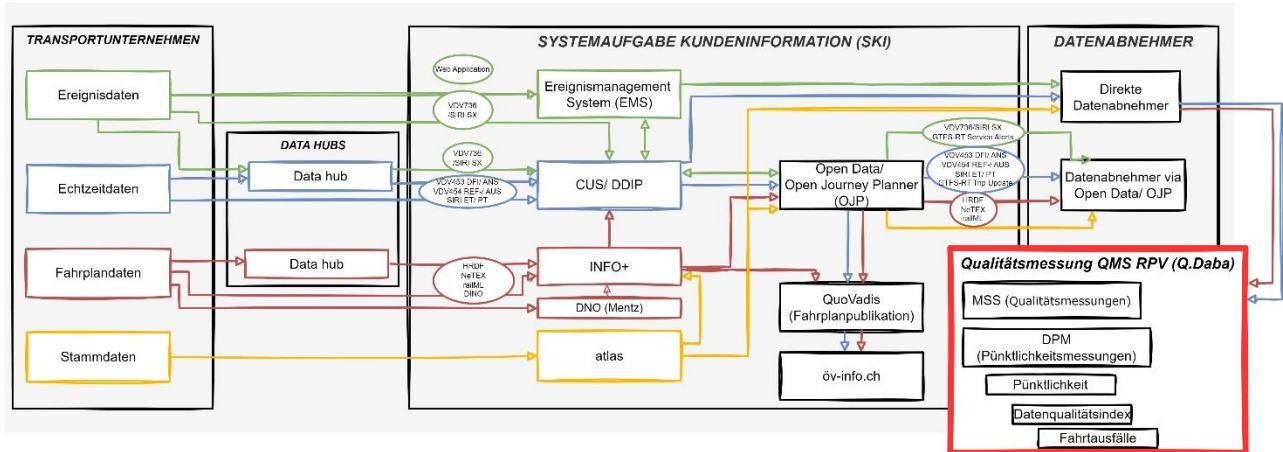 TRANSPORTUNTERNEHMEN
SYSTEMAUFGABE KUNDENINFORMATION (SKI)
DATENABNEHMER
Ereignisdaten
Web Application
VDV736
/SIRI SX
Ereignismanagement
System (EMS)
Direkte
Datenabnehmer
DATA HUBS
Echtzeitdaten
Data hub
VDV736
/SIRI SX
VDV453 DFI/ ANS
VDV454 REF-/ AUS
SIRI ET/ PT
CUS/ DDIP
Open Data/
Open Journey Planner
(OJP)
VDV736/SIRI SX
GTFS-RT Service Alerts
VDV453 DFI/ ANS
VDV454 REF-/ AUS
SIRI ET/ PT
GTFS-RT Trip Update
HRDF
NeTEX
railML
Datenabnehmer via
Open Data/ OJP
Fahrplandaten
Data hub
HRDF
NeTEX
railML
DINO
INFO+
DNO (Mentz)
QuoVadis
(Fahrplanpublikation)
Stammdaten
atlas
öv-info.ch
Qualitätsmessung QMS RPV (Q.Daba)
MSS (Qualitätsmessungen)
DPM
(Pünktlichkeitsmessungen)
Pünktlichkeit
Datenqualitätsindex
Fahrtausfälle